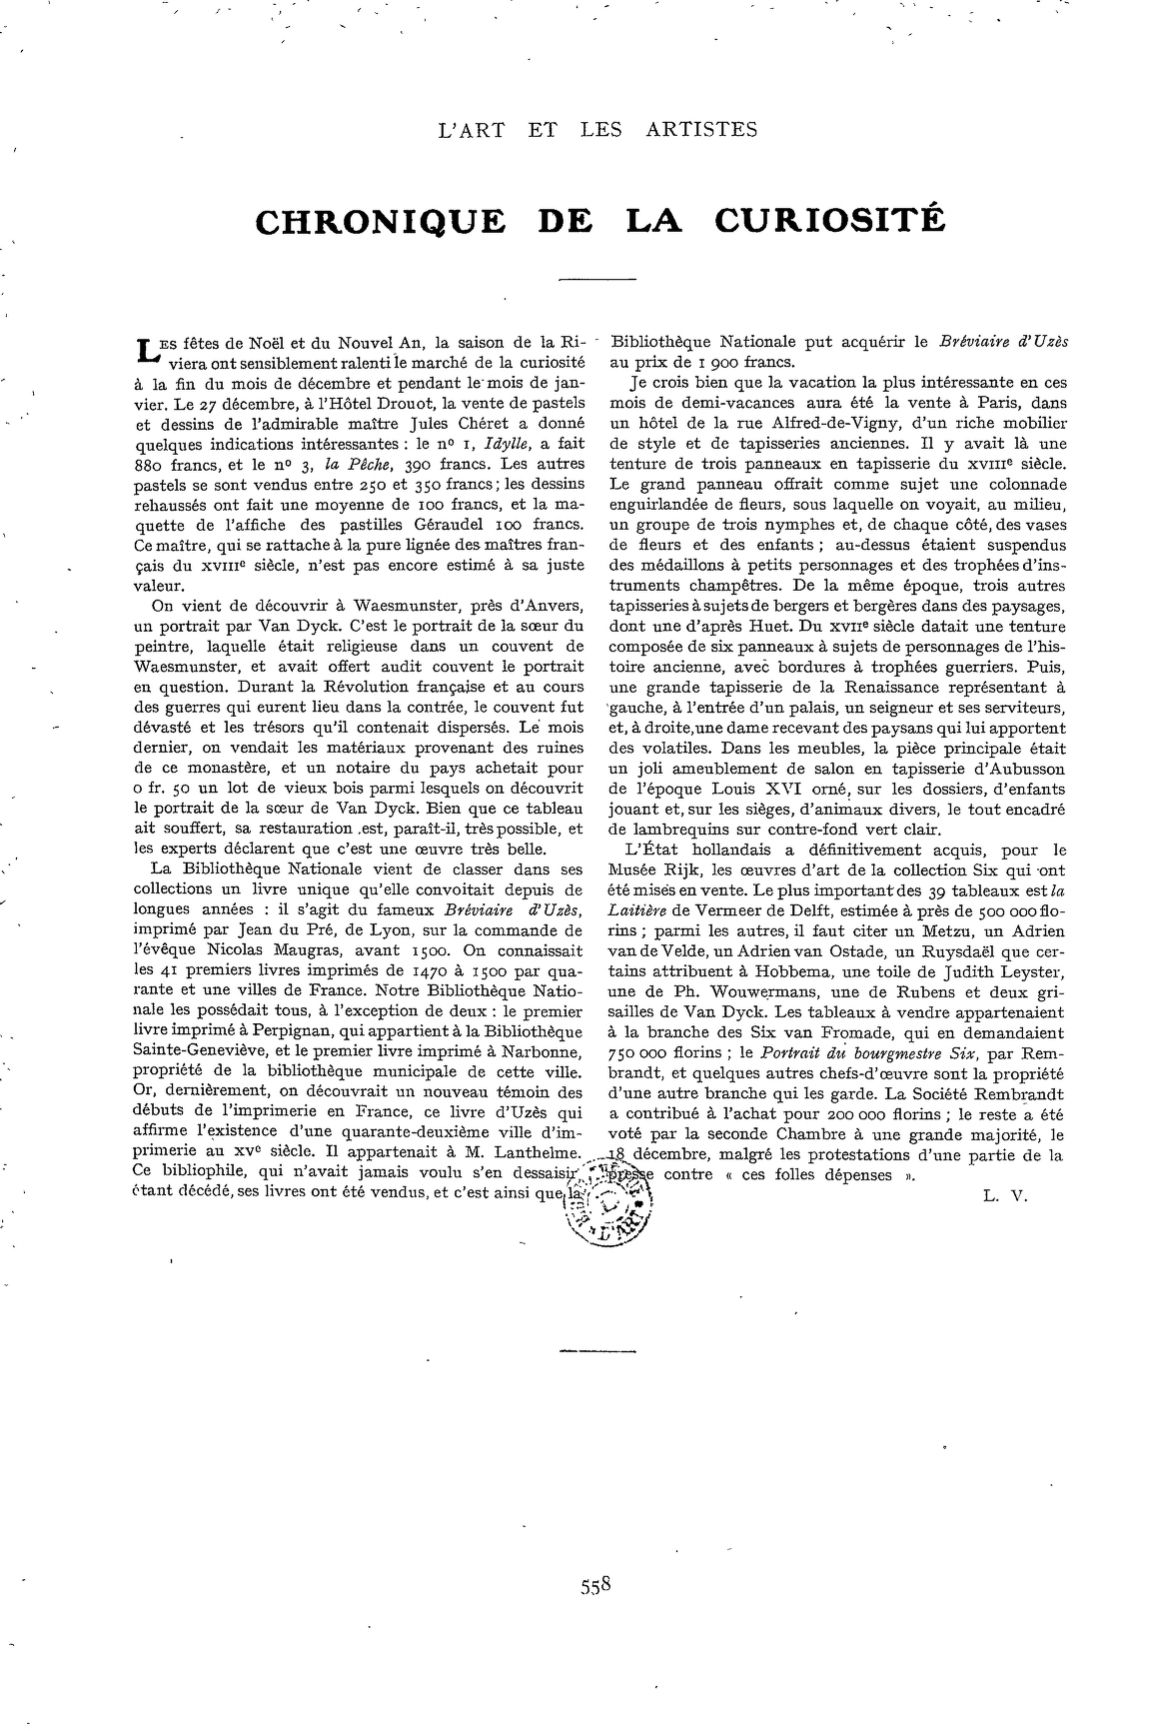 L'ART ET LES ARTISTES
CHRONIQUE DE LA CURIOSITÉ
LES fêtes de Noël et du Nouvel An, la saison de la Ri-
viera ont sensiblement ralenti le marché de la curiosité
à la fin du mois de décembre et pendant le mois de jan-
vier. Le 27 décembre, à l'Hôtel Drouot, la vente de pastels
et dessins de l'admirable maître Jules Chéret a donné
quelques indications intéressantes : le nº 1, Idylle, a fait
880 francs, et le nº 3, la Pêche, 390 francs. Les autres
pastels se sont vendus entre 250 et 350 francs ; les dessins
rehaussés ont fait une moyenne de 100 francs, et la ma-
quette de l'affiche des pastilles Géraudel 100 francs.
Ce maître, qui se rattache à la pure lignée des maîtres fran-
çais du XVIIIe siècle, n'est pas encore estimé à sa juste
valeur.
On vient de découvrir à Waesmunster, près d'Anvers,
un portrait par Van Dyck. C'est le portrait de la sœur du
peintre, laquelle était religieuse dans un couvent de
Waesmunster, et avait offert audit couvent le portrait
en question. Durant la Révolution française et au cours
des guerres qui eurent lieu dans la contrée, le couvent fut
dévasté et les trésors qu'il contenait dispersés. Le mois
dernier, on vendait les matériaux provenant des ruines
de ce monastère, et un notaire du pays achetait pour
0 fr. 50 un lot de vieux bois parmi lesquels on découvrit
le portrait de la sœur de Van Dyck. Bien que ce tableau
ait souffert, sa restauration est, paraît-il, très possible, et
les experts déclarent que c'est une œuvre très belle.
La Bibliothèque Nationale vient de classer dans ses
collections un livre unique qu'elle convoitait depuis de
longues années : il s'agit du fameux Bréviaire d'Uzès,
imprimé par Jean du Pré, de Lyon, sur la commande de
l'évêque Nicolas Maugras, avant 1500. On connaissait
les 41 premiers livres imprimés de 1470 à 1500 par qua-
rante et une villes de France. Notre Bibliothèque Natio-
nale les possédait tous, à l'exception de deux : le premier
livre imprimé à Perpignan, qui appartient à la Bibliothèque
Sainte-Geneviève, et le premier livre imprimé à Narbonne,
propriété de la bibliothèque municipale de cette ville.
Or, dernièrement, on découvrait un nouveau témoin des
débuts de l'imprimerie en France, ce livre d'Uzès qui
affirme l'existence d'une quarante-deuxième ville d'im-
primerie au XVe siècle. Il appartenait à M. Lanthelme.
Ce bibliophile, qui n'avait jamais voulu s'en dessaisir,
étant décédé, ses livres ont été vendus, et c'est ainsi que la
Bibliothèque Nationale put acquérir le Bréviaire d'Uzès
au prix de 1 900 francs.
Je crois bien que la vacation la plus intéressante en ces
mois de demi-vacances aura été la vente à Paris, dans
un hôtel de la rue Alfred-de-Vigny, d'un riche mobilier
de style et de tapisseries anciennes. Il y avait là une
tenture de trois panneaux en tapisserie du XVIIIe siècle.
Le grand panneau offrait comme sujet une colonnade
enguirlandée de fleurs, sous laquelle on voyait, au milieu,
un groupe de trois nymphes et, de chaque côté, des vases
de fleurs et des enfants ; au-dessus étaient suspendus
des médaillons à petits personnages et des trophées d'ins-
truments champêtres. De la même époque, trois autres
tapisseries à sujets de bergers et bergères dans des paysages,
dont une d'après Huet. Du XVIIe siècle datait une tenture
composée de six panneaux à sujets de personnages de l'his-
toire ancienne, avec bordures à trophées guerriers. Puis,
une grande tapisserie de la Renaissance représentant à
gauche, à l'entrée d'un palais, un seigneur et ses serviteurs,
et, à droite, une dame recevant des paysans qui lui apportent
des volatiles. Dans les meubles, la pièce principale était
un joli ameublement de salon en tapisserie d'Aubusson
de l'époque Louis XVI orné, sur les dossiers, d'enfants
jouant et, sur les sièges, d'animaux divers, le tout encadré
de lambrequins sur contre-fond vert clair.
L'État hollandais a définitivement acquis, pour le
Musée Rijk, les œuvres d'art de la collection Six qui ont
été mises en vente. Le plus important des 39 tableaux est la
Laitière de Vermeer de Delft, estimée à près de 500 000 flo-
rins ; parmi les autres, il faut citer un Metzu, un Adrien
van de Velde, un Adrien van Ostade, un Ruysdaël que cer-
tains attribuent à Hobbema, une toile de Judith Leyster,
une de Ph. Wouwermans, une de Rubens et deux gri-
sailles de Van Dyck. Les tableaux à vendre appartenaient
à la branche des Six van Fromade, qui en demandaient
750 000 florins ; le Portrait du bourgmestre Six, par Rem-
brandt, et quelques autres chefs-d'œuvre sont la propriété
d'une autre branche qui les garde. La Société Rembrandt
a contribué à l'achat pour 200 000 florins ; le reste a été
voté par la seconde Chambre à une grande majorité, le
18 décembre, malgré les protestations d'une partie de la
presse contre « ces folles dépenses ».
L. V.
L'ART
558